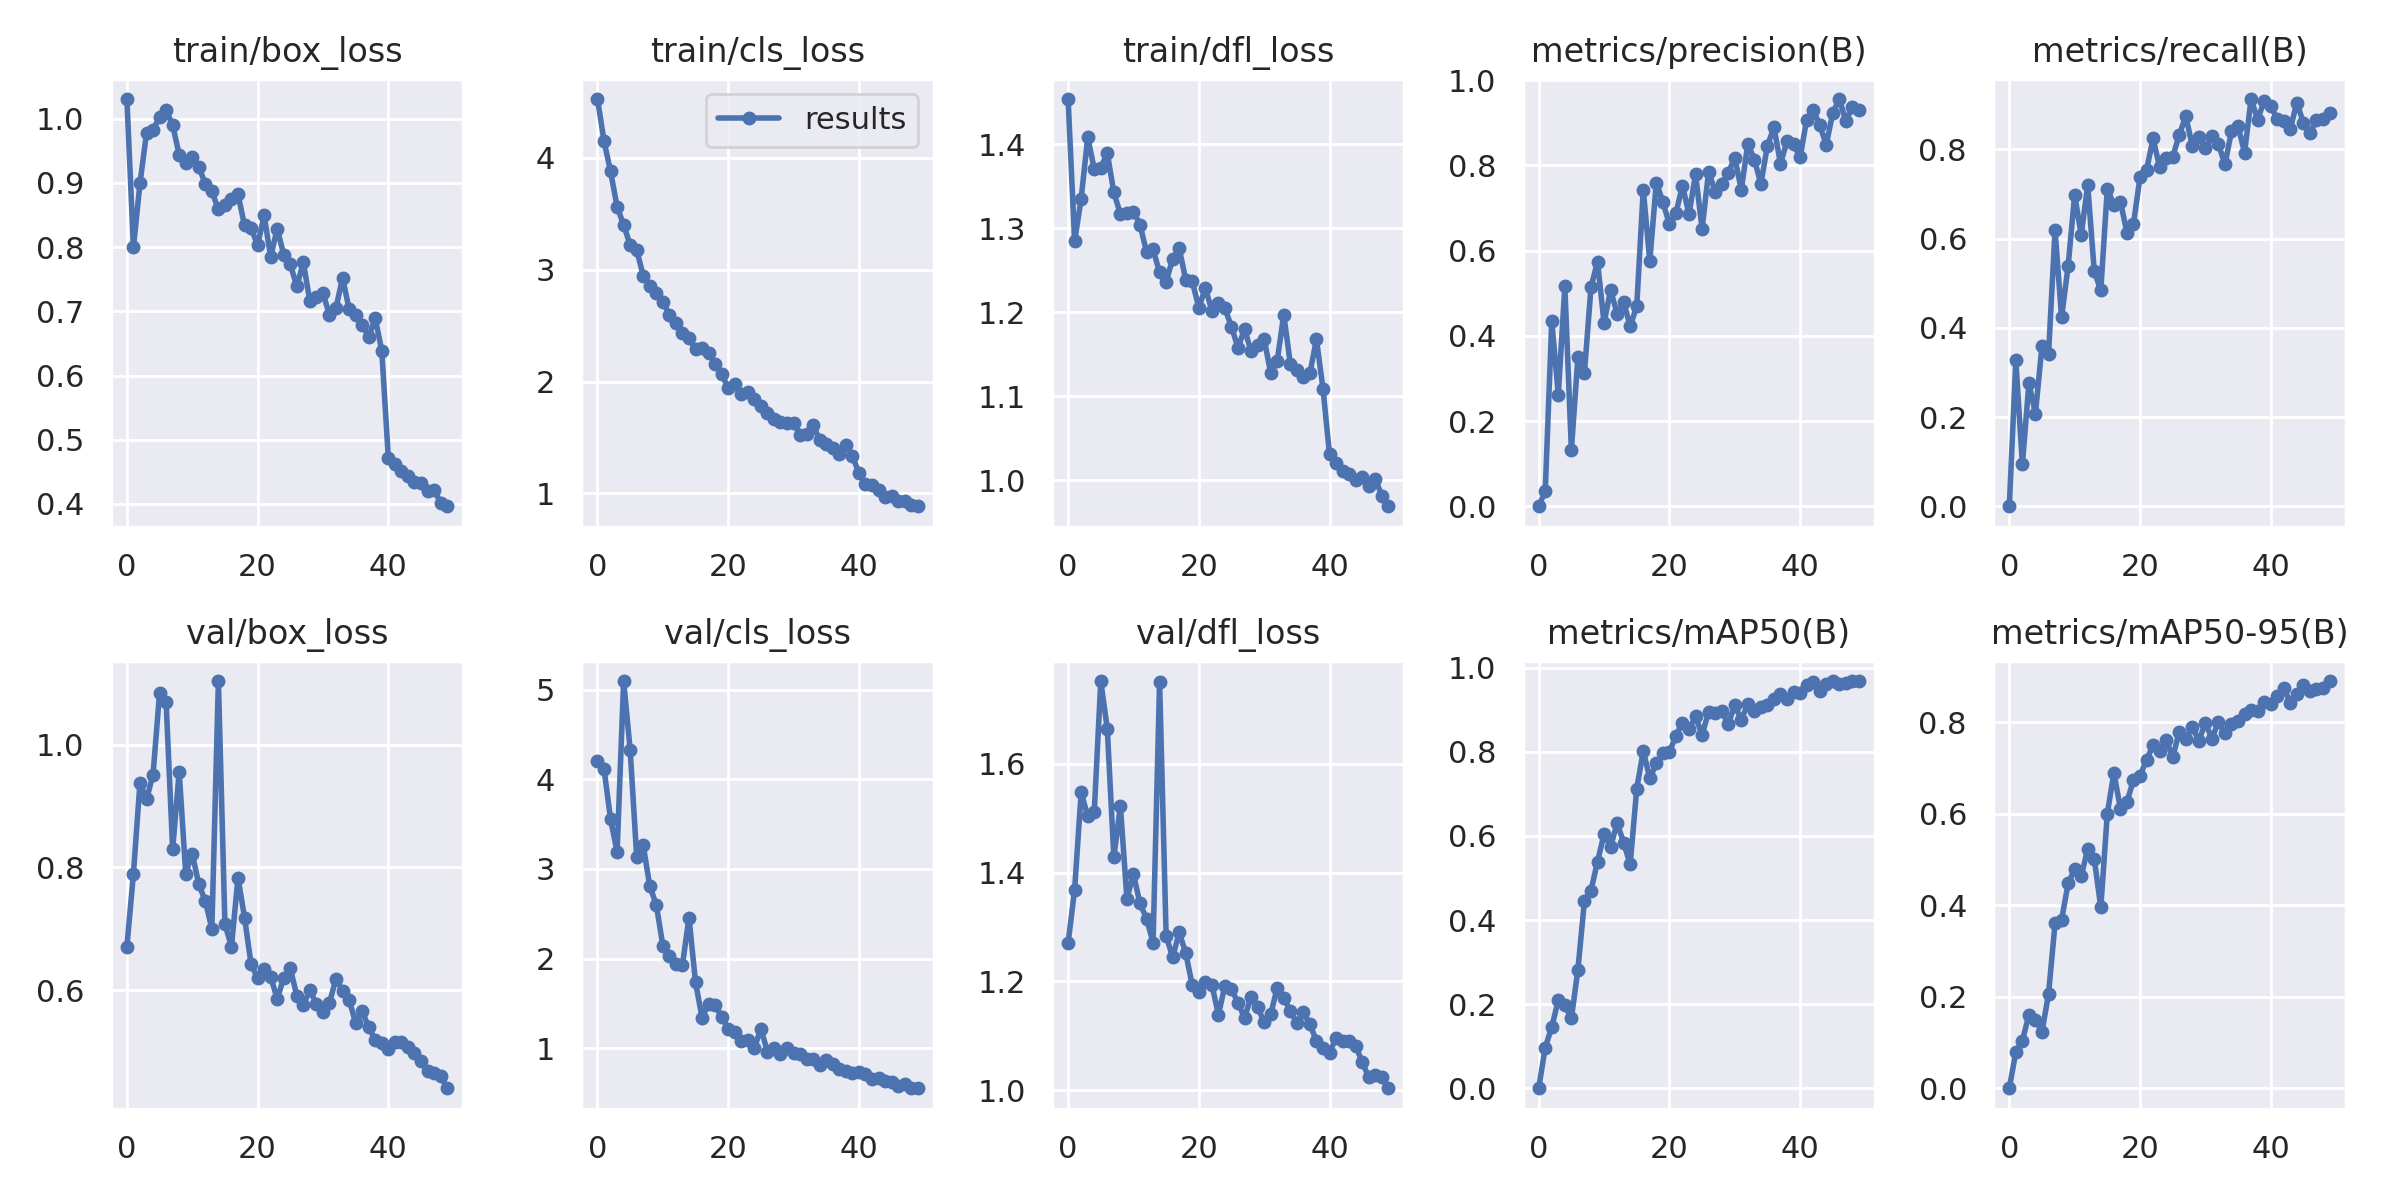 train/box_loss
1.0
0.9
0.8
0.7
0.6
0.5
0.4
0 20 40
train/cls_loss
results
4
3
2
1
0 20 40
train/dfl_loss
1.4
1.3
1.2
1.1
1.0
0 20 40
metrics/precision(B)
1.0
0.8
0.6
0.4
0.2
0.0
0 20 40
metrics/recall(B)
0.8
0.6
0.4
0.2
0.0
0 20 40
val/box_loss
1.0
0.8
0.6
0 20 40
val/cls_loss
5
4
3
2
1
0 20 40
val/dfl_loss
1.6
1.4
1.2
1.0
0 20 40
metrics/mAP50(B)
1.0
0.8
0.6
0.4
0.2
0.0
0 20 40
metrics/mAP50-95(B)
0.8
0.6
0.4
0.2
0.0
0 20 40